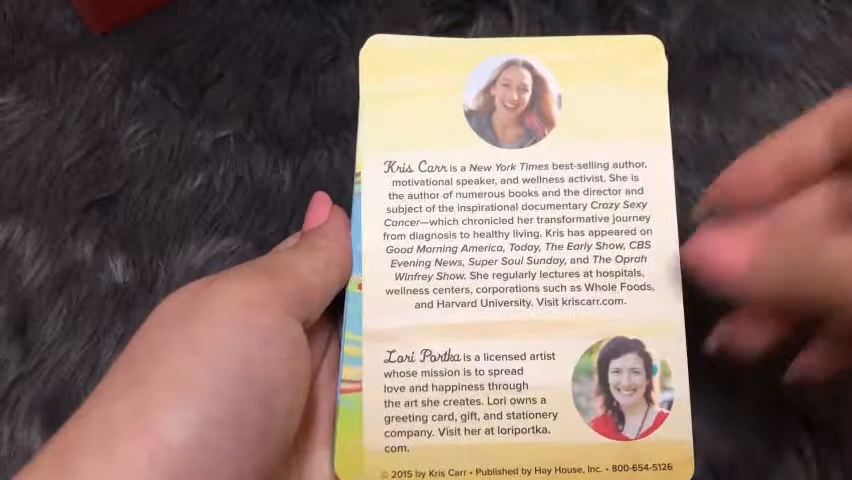 Kris Carr is a New York Times best-selling author,
motivational speaker, and wellness activist. She is
the author of numerous books and the director and
subject of the inspirational documentary Crazy Sexy
Cancer—which chronicled her transformative journey
from diagnosis to healthy living. Kris has appeared on
Good Morning America, Today, The Early Show, CBS
Evening News, Super Soul Sunday, and The Oprah
Winfrey Show. She regularly lectures at hospitals,
wellness centers, corporations such as Whole Foods,
and Harvard University. Visit kriscarr.com.
Lori Portka is a licensed artist
whose mission is to spread
love and happiness through
the art she creates. Lori owns a
greeting card, gift, and stationery
company. Visit her at loriportka.
com.
© 2015 by Kris Carr • Published by Hay House, Inc. • 800-654-5126